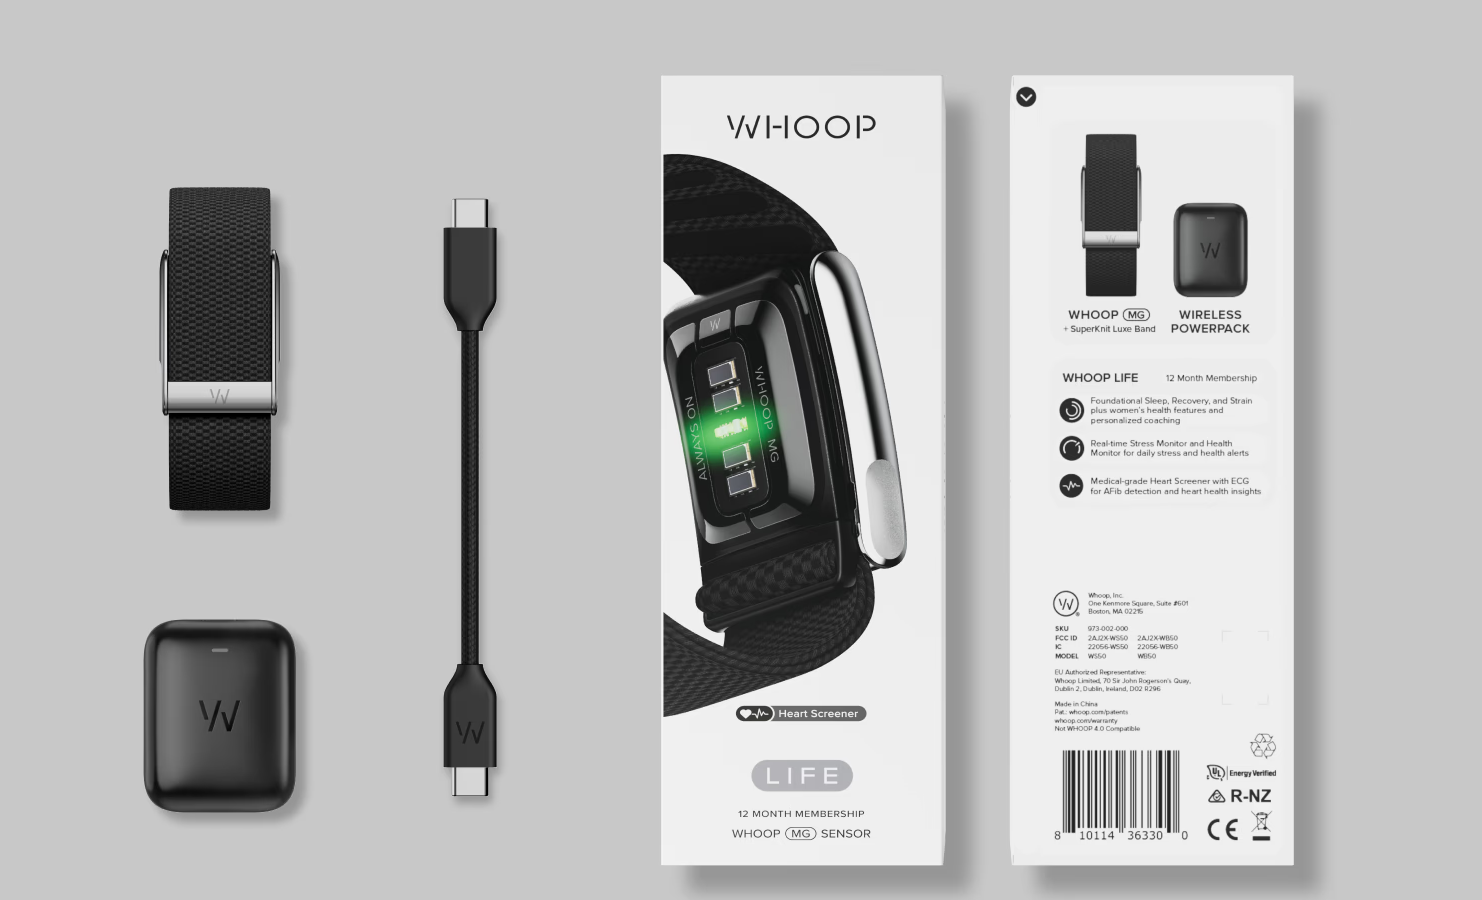 WHOOP
WHOOP MG
ALWAYS ON
Heart Screener
LIFE
12 MONTH MEMBERSHIP
WHOOP MG SENSOR
WHOOP MG
+ SuperKnit Luxe Band
WIRELESS
POWERPACK
WHOOP LIFE 12 Month Membership
Foundational Sleep, Recovery, and Strain
plus women's health features and
personalized coaching
Real-time Stress Monitor and Health
Monitor for daily stress and health alerts
Medical-grade Heart Screener with ECG
for AFib detection and heart health insights
Whoop, Inc.
One Kenmore Square, Suite #601
Boston, MA 02215
SKU 973-002-000
FCC ID 2AJ2X-WS50 2AJ2X-WB50
IC 22056-WS50 22056-WB50
MODEL WS50 WB50
EU Authorized Representative:
Whoop Limited, 70 Sir John Rogerson's Quay,
Dublin 2, Dublin, Ireland, D02 R296
Made in China
Pat.: whoop.com/patents
whoop.com/warranty
Not WHOOP 4.0 Compatible
UL Energy Verified
R-NZ
CE
8 10114 36330 0